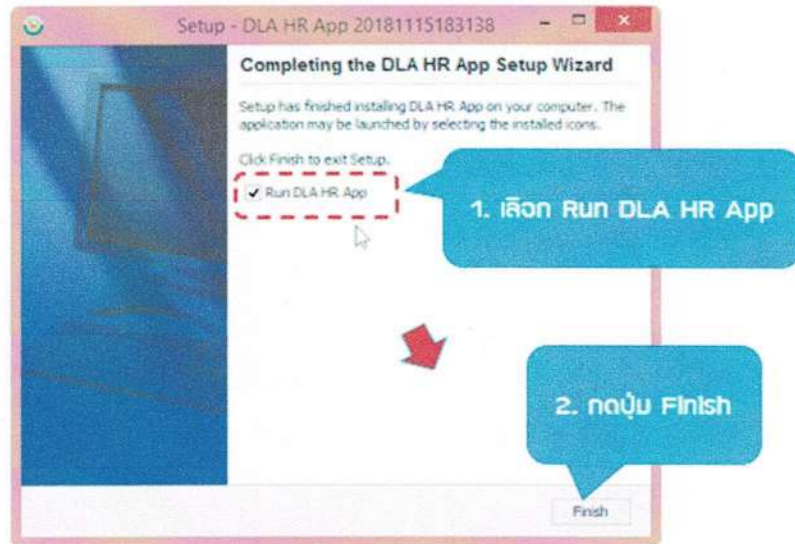 Setup - DLA HR App 20181115183138
Completing the DLA HR App Setup Wizard
Setup has finished installing DLA HR App on your computer. The
application may be launched by selecting the installed icons.
Click Finish to exit Setup.
Run DLA HR App
1. เลือก Run DLA HR App
2. กดปุ่ม Finish
Finish